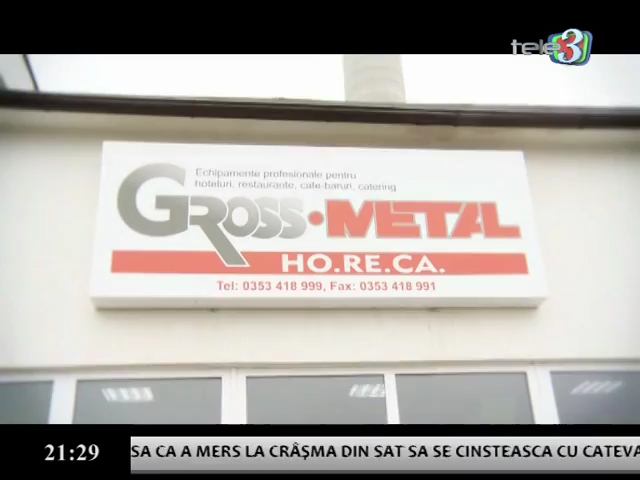 tele3
Echipamente profesionale pentru
hoteluri, restaurante, cafe-baruri, catering
GROSS·METAL
HO.RE.CA.
Tel: 0353 418 999, Fax: 0353 418 991
21:29
SA CA A MERS LA CRÂŞMA DIN SAT SA SE CINSTEASCA CU CATEVA